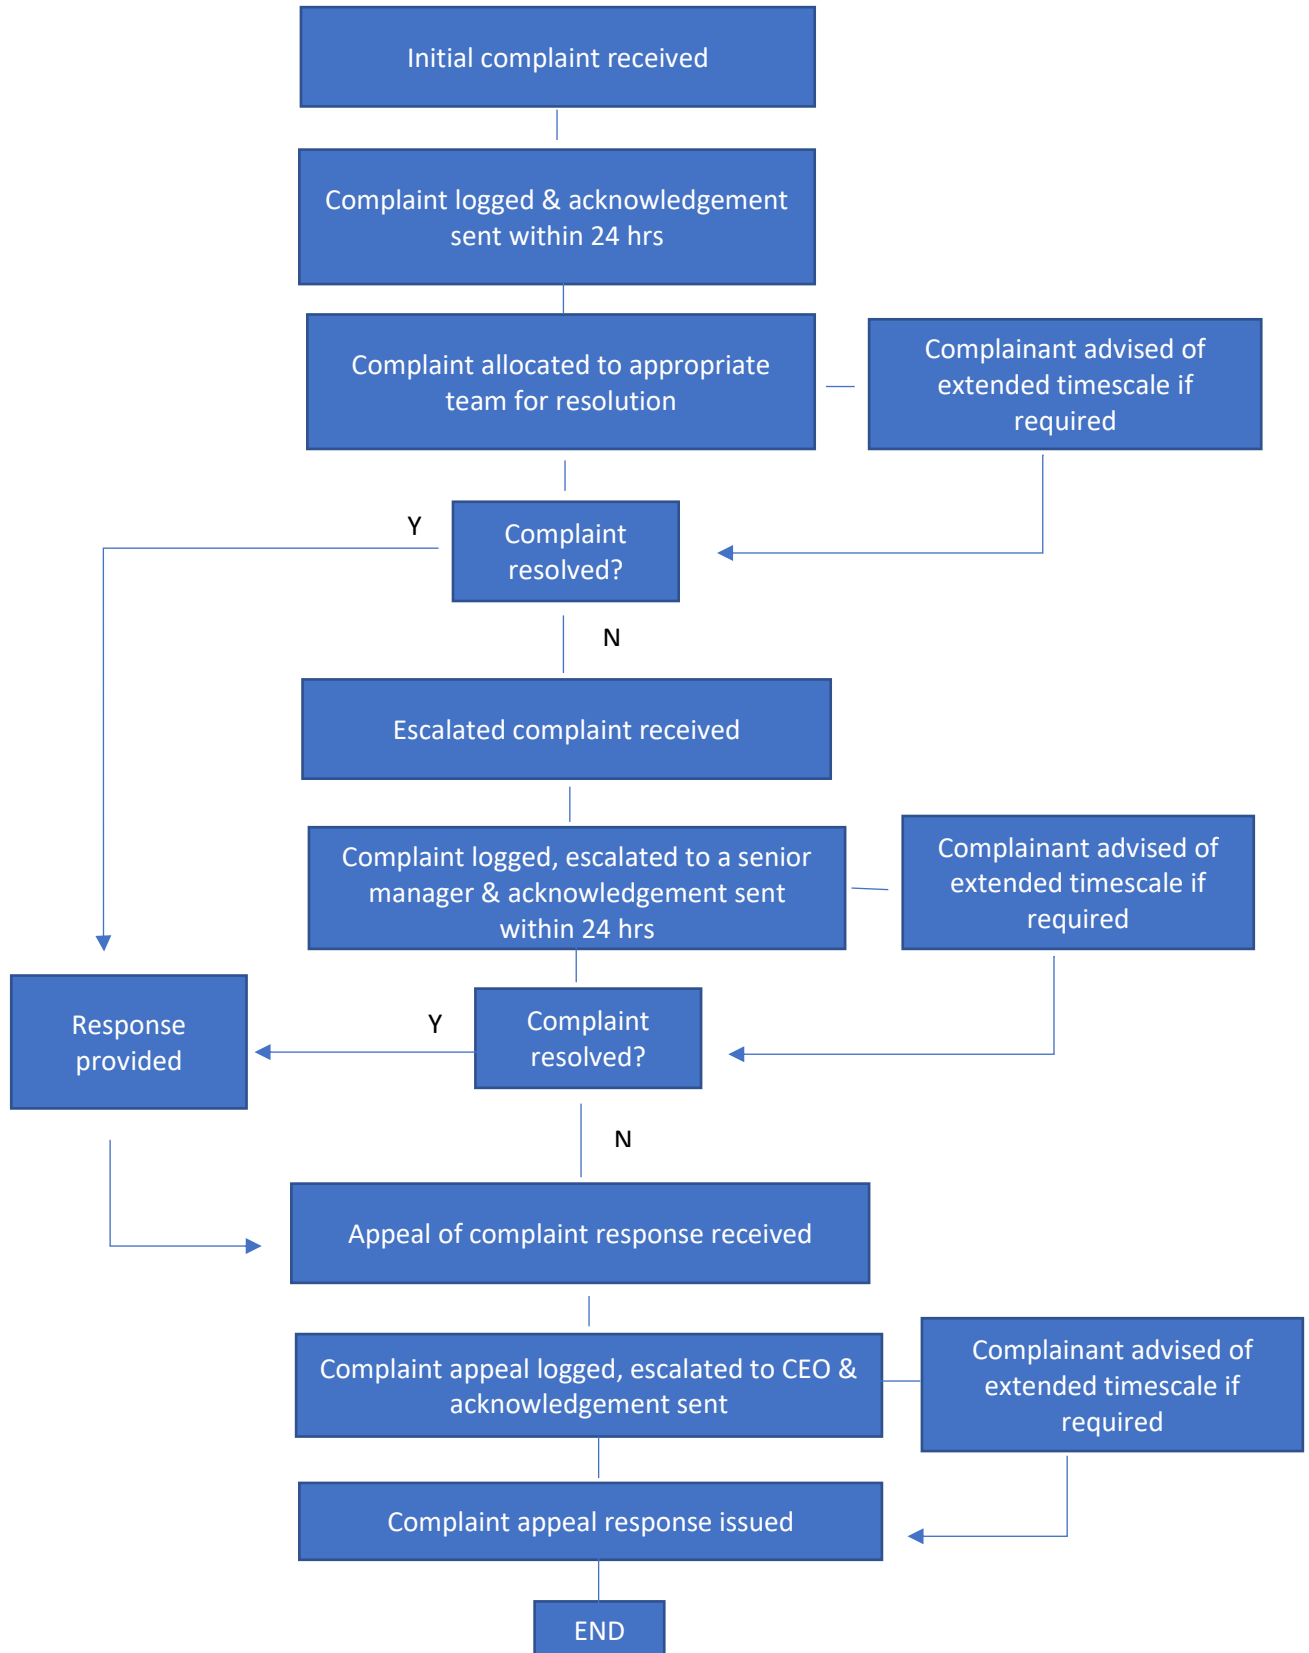 Initial complaint received
Complaint logged & acknowledgement
sent within 24 hrs
Complaint allocated to appropriate
team for resolution
Complainant advised of
extended timescale if
required
Y
Complaint
resolved?
N
Escalated complaint received
Complaint logged, escalated to a senior
manager & acknowledgement sent
within 24 hrs
Complainant advised of
extended timescale if
required
Response
provided
Y
Complaint
resolved?
N
Appeal of complaint response received
Complaint appeal logged, escalated to CEO &
acknowledgement sent
Complainant advised of
extended timescale if
required
Complaint appeal response issued
END